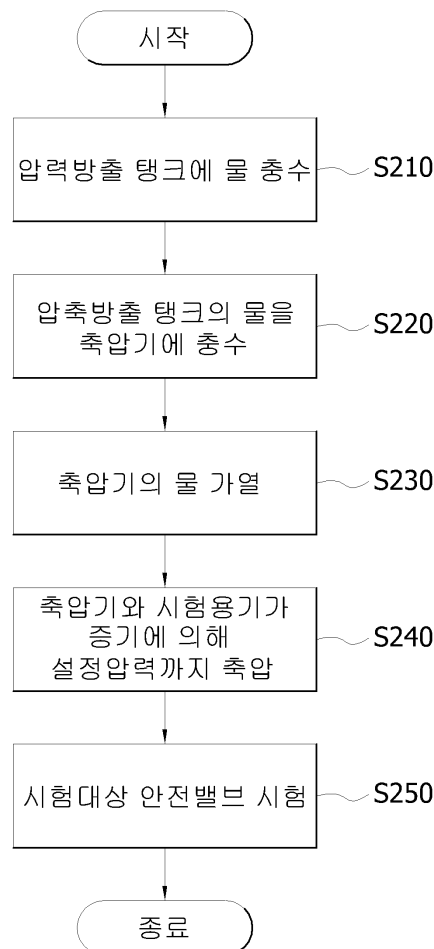 시작
압력방출 탱크에 물 충수
S210
압축방출 탱크의 물을
축압기에 충수
S220
축압기의 물 가열
S230
축압기와 시험용기가
증기에 의해
설정압력까지 축압
S240
시험대상 안전밸브 시험
S250
종료